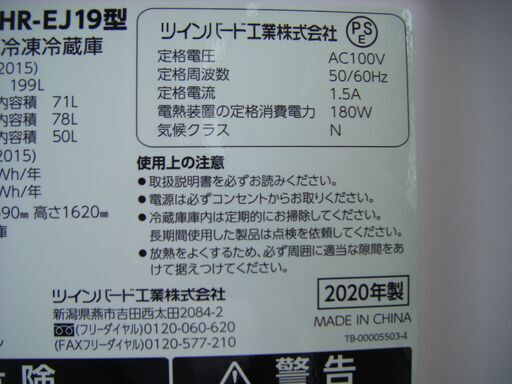 HR-EJ19型
冷凍冷蔵庫
2015)
199L
内容積 71L
内容積 78L
内容積 50L
2015)
Wh/年
Wh/年
690㎜ 高さ1620㎜
庫
ツインバード工業株式会社
PS
E
定格電圧 AC100V
定格周波数 50/60Hz
定格電流 1.5A
電熱装置の定格消費電力 180W
気候クラス N
使用上の注意
●取扱説明書を必ずお読みください。
●電源は必ずコンセントからお取りください。
●冷蔵庫庫内は定期的にお掃除してください。
長期間使用した製品は点検を依頼してください。
●放熱をよくするため、必ず周囲に適当な隙間をあ
けて据えつけてください。
ツインバード工業株式会社
新潟県燕市吉田西太田2084-2
(フリーダイヤル)0120-060-620
(FAXフリーダイヤル)0120-577-210
2020年製
MADE IN CHINA
TB-00005503-4
危険
警告